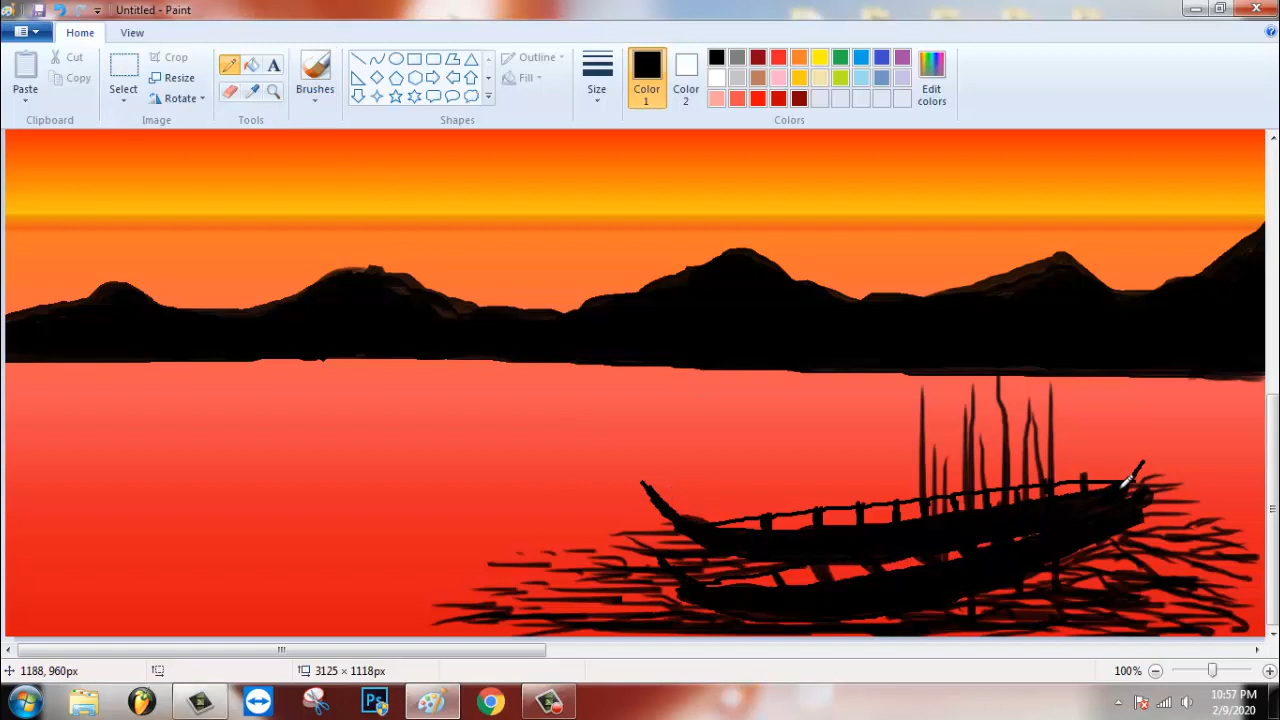 Untitled - Paint
Home
View
Paste
Cut
Copy
Clipboard
Select
Crop
Resize
Rotate
Image
A
Tools
Brushes
Shapes
Outline
Fill
Size
Color 1
Color 2
Colors
Edit colors
1188, 960px
3125 × 1118px
100%
Ps
10:57 PM
2/9/2020